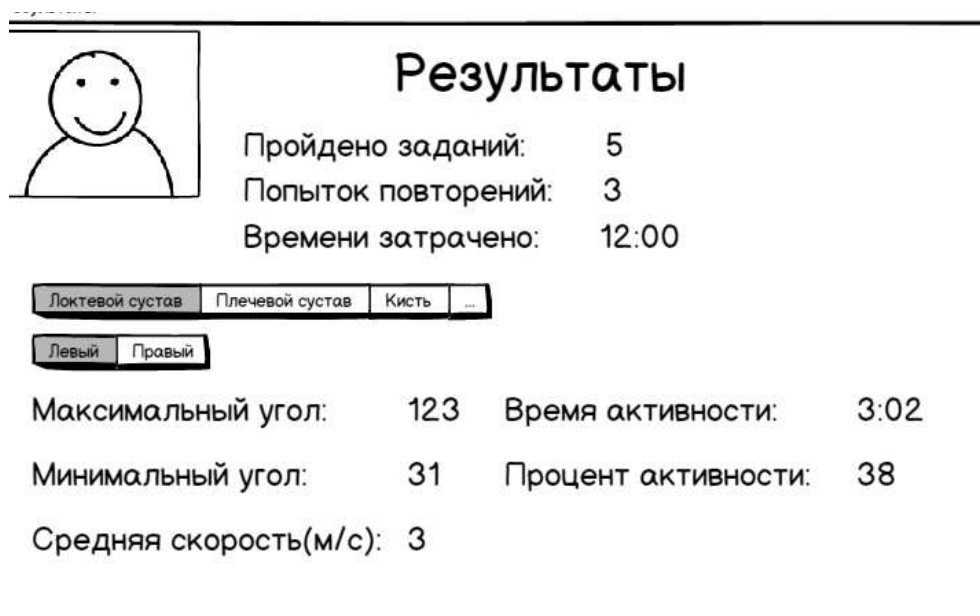 Результаты
Пройдено заданий: 5
Попыток повторений: 3
Времени затрачено: 12:00
Локтевой сустав Плечевой сустав Кисть ...
Левый Правый
Максимальный угол: 123 Время активности: 3:02
Минимальный угол: 31 Процент активности: 38
Средняя скорость(м/с): 3